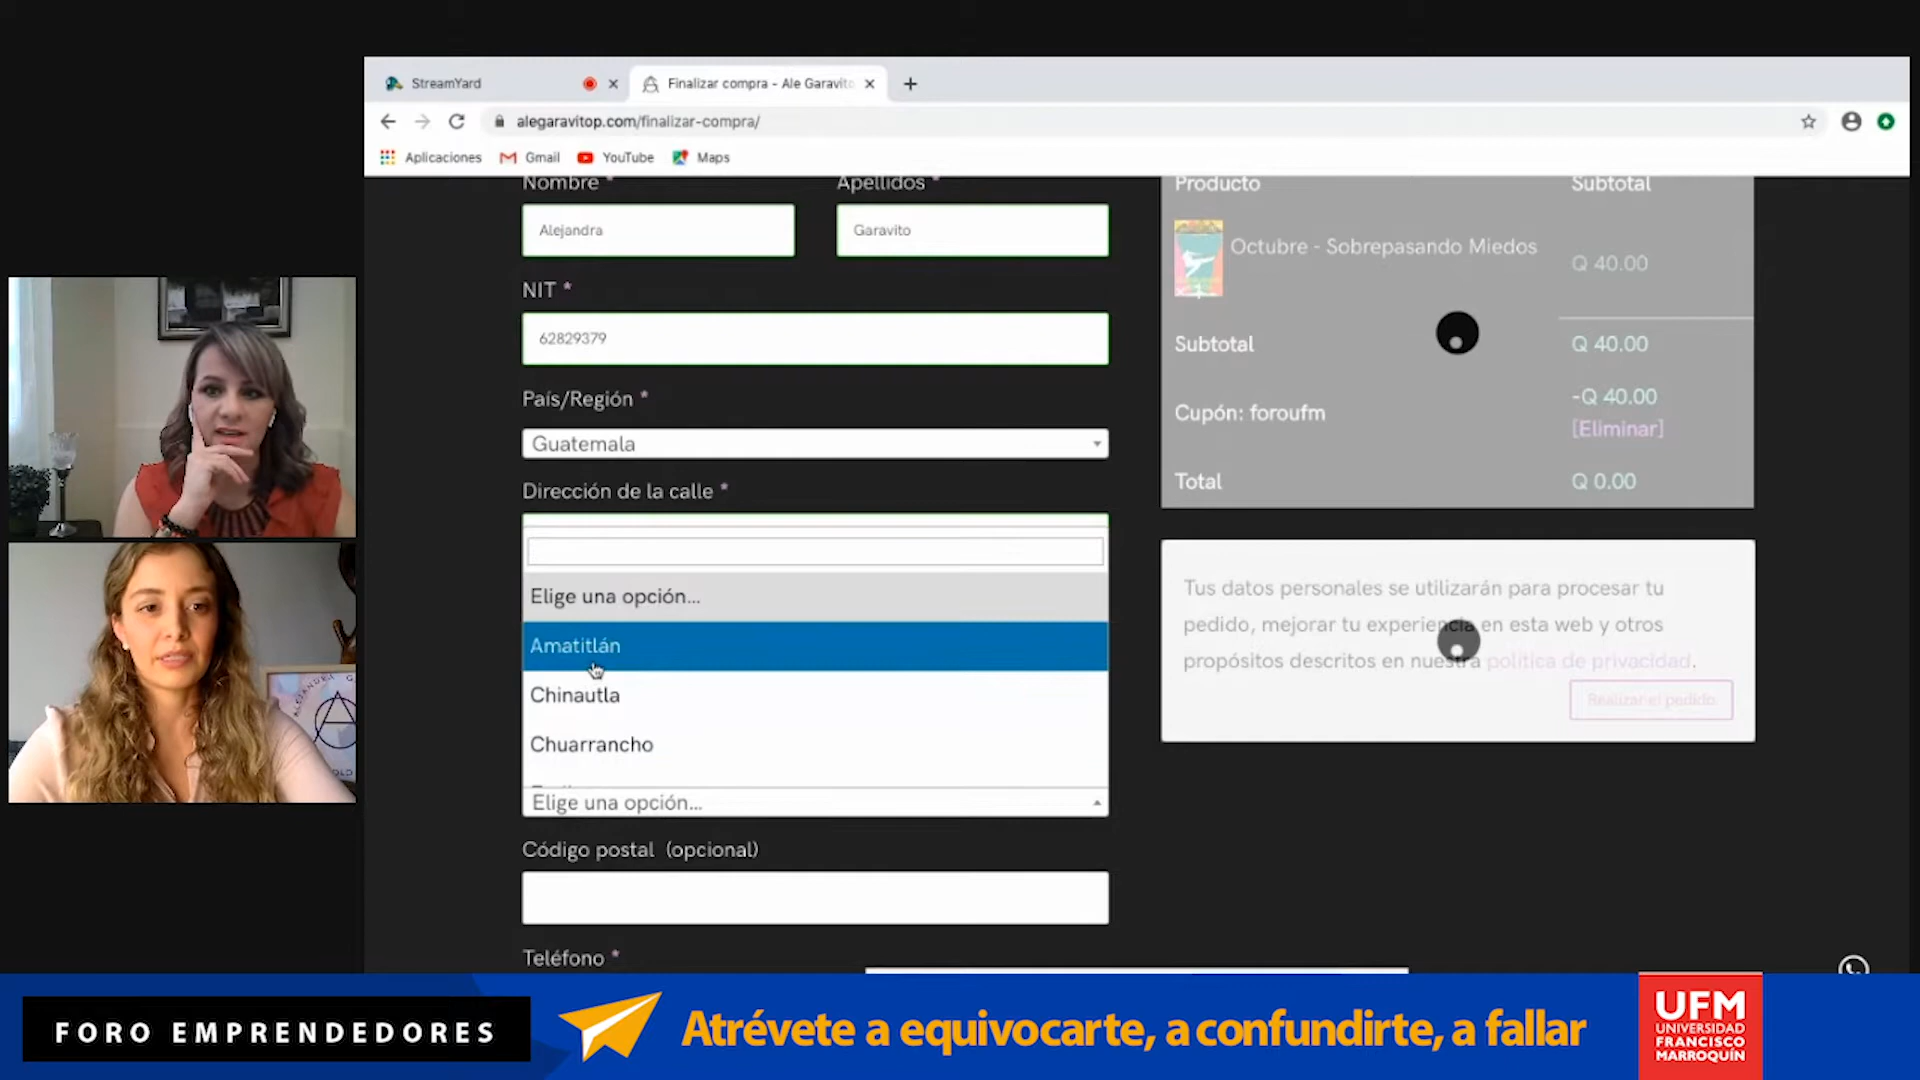 StreamYard
Finalizar compra - Ale Garavito
alegaravitop.com/finalizar-compra/
Aplicaciones
Gmail
YouTube
Maps
Nombre *
Apellidos *
Alejandra
Garavito
NIT *
62829379
País/Región *
Guatemala
Dirección de la calle *
Elige una opción...
Amatitlán
Chinautla
Chuarrancho
Elige una opción...
Código postal (opcional)
Teléfono *
Producto
Subtotal
Octubre - Sobrepasando Miedos
× 1
Q 40.00
Subtotal
Q 40.00
Cupón: foroufm
-Q 40.00
[Eliminar]
Total
Q 0.00
Tus datos personales se utilizarán para procesar tu
pedido, mejorar tu experiencia en esta web y otros
propósitos descritos en nuestra política de privacidad.
Realizar el pedido
FORO EMPRENDEDORES
Atrévete a equivocarte, a confundirte, a fallar
UFM
UNIVERSIDAD
FRANCISCO
MARROQUÍN